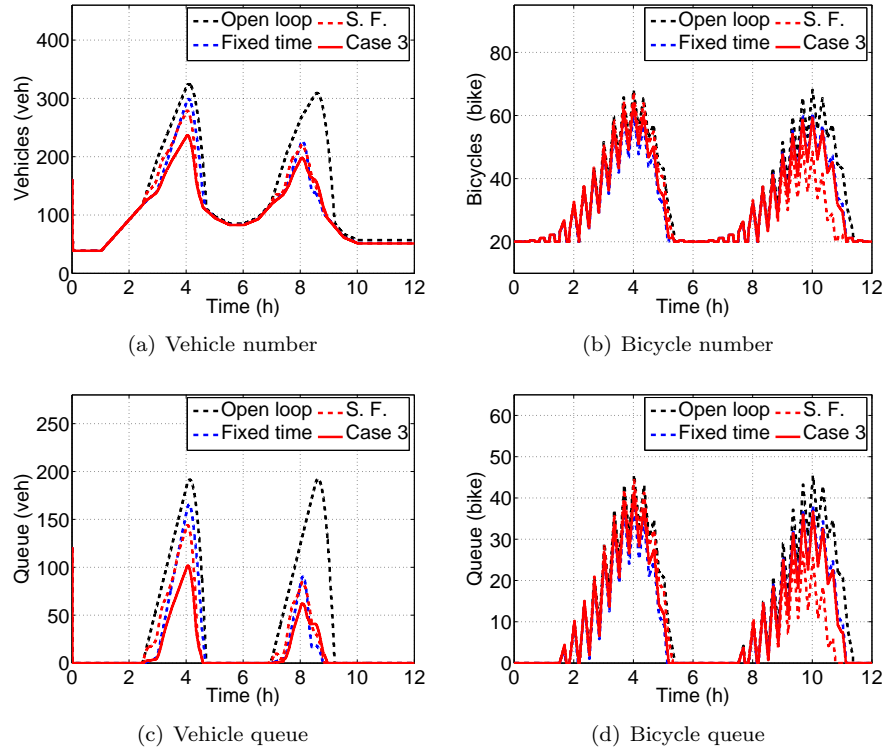 Open loop
Fixed time
S. F.
Case 3
400
300
200
100
0
Vehicles (veh)
0 2 4 6 8 10 12
Time (h)
(a) Vehicle number
Open loop
Fixed time
S. F.
Case 3
80
60
40
20
Bicycles (bike)
0 2 4 6 8 10 12
Time (h)
(b) Bicycle number
Open loop
Fixed time
S. F.
Case 3
250
200
150
100
50
0
Queue (veh)
0 2 4 6 8 10 12
Time (h)
(c) Vehicle queue
Open loop
Fixed time
S. F.
Case 3
60
50
40
30
20
10
0
Queue (bike)
0 2 4 6 8 10 12
Time (h)
(d) Bicycle queue